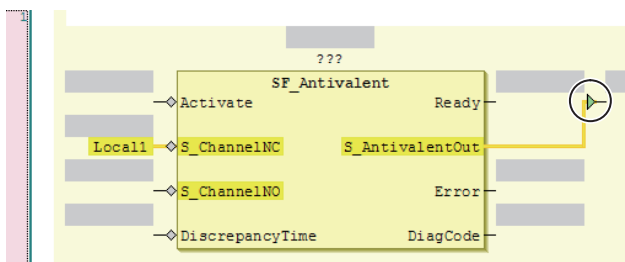 1
???
SF_Antivalent
Activate Ready
Local1 S_ChannelNC S_AntivalentOut
S_ChannelNO Error
DiscrepancyTime DiagCode